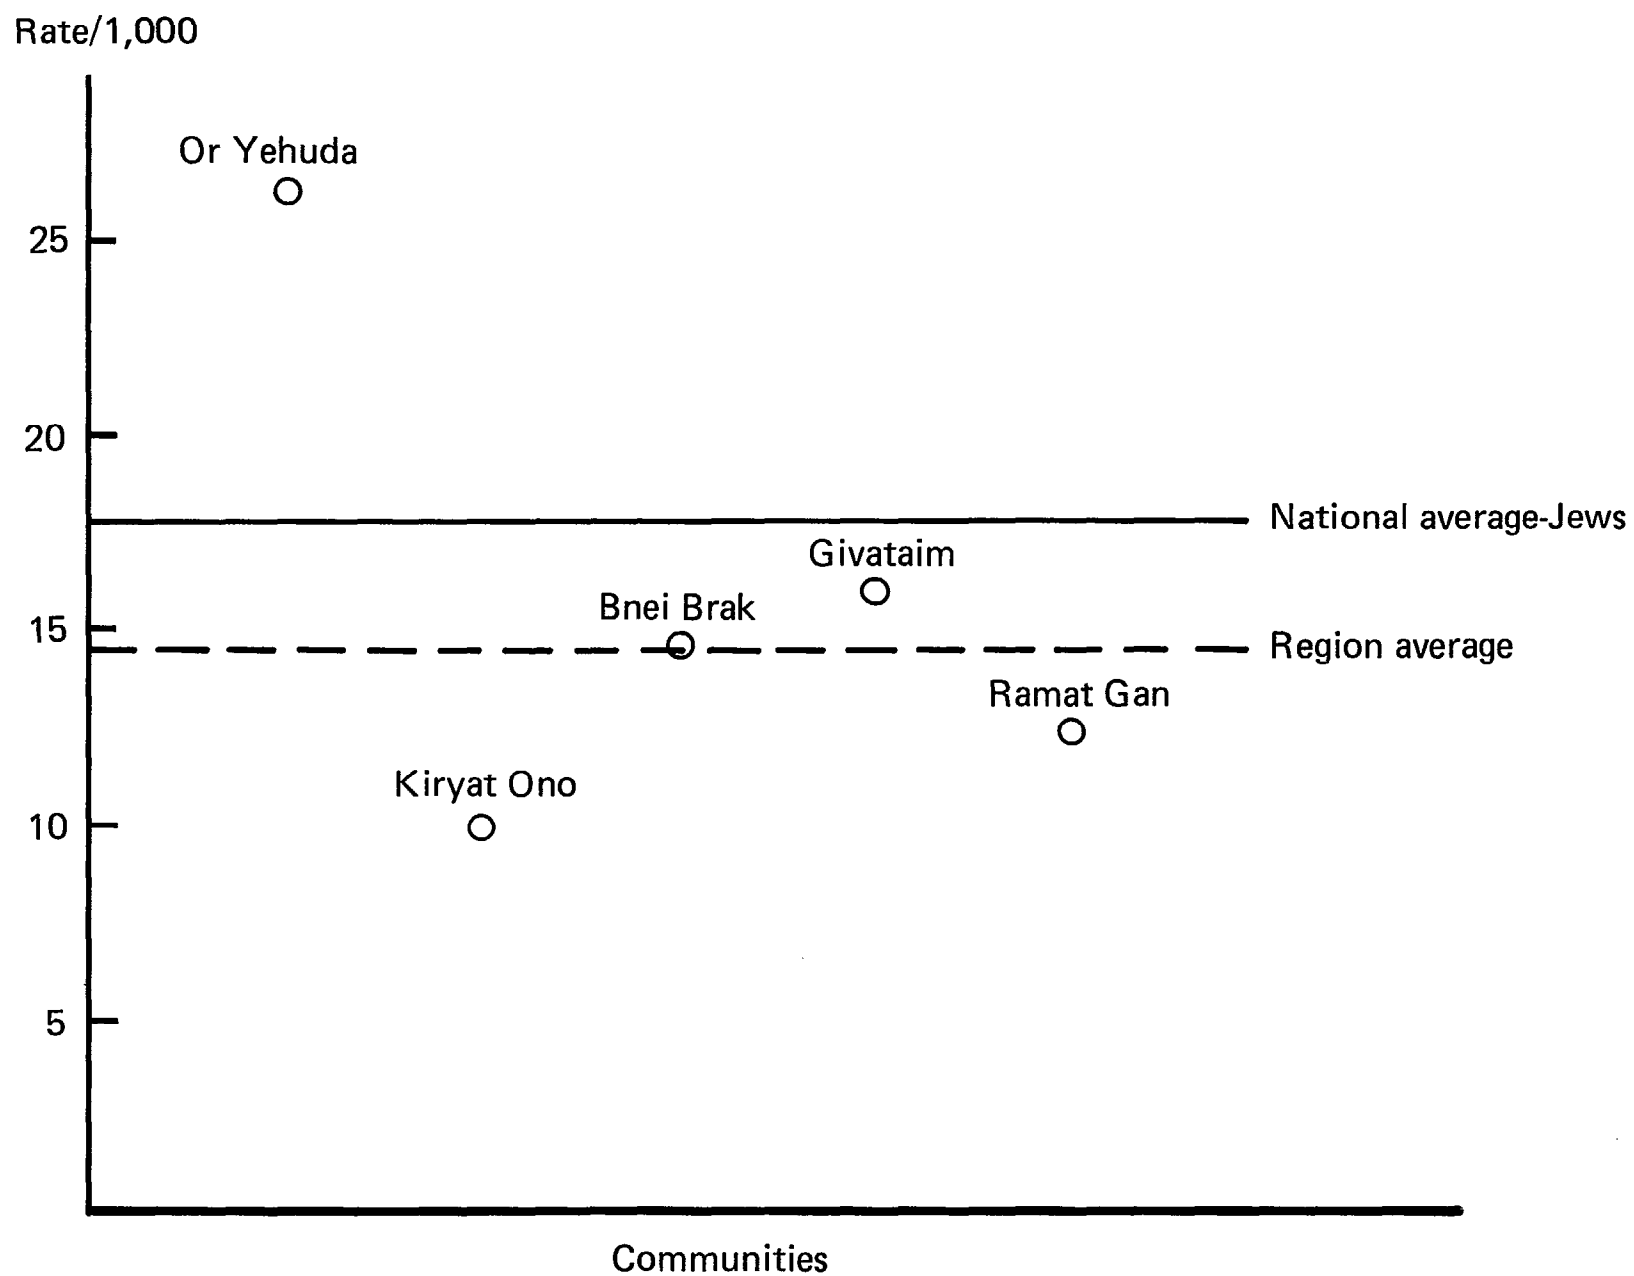 Rate/1,000
Or Yehuda
25
20
National average-Jews
Givataim
Bnei Brak
15
Region average
Ramat Gan
Kiryat Ono
10
5
Communities